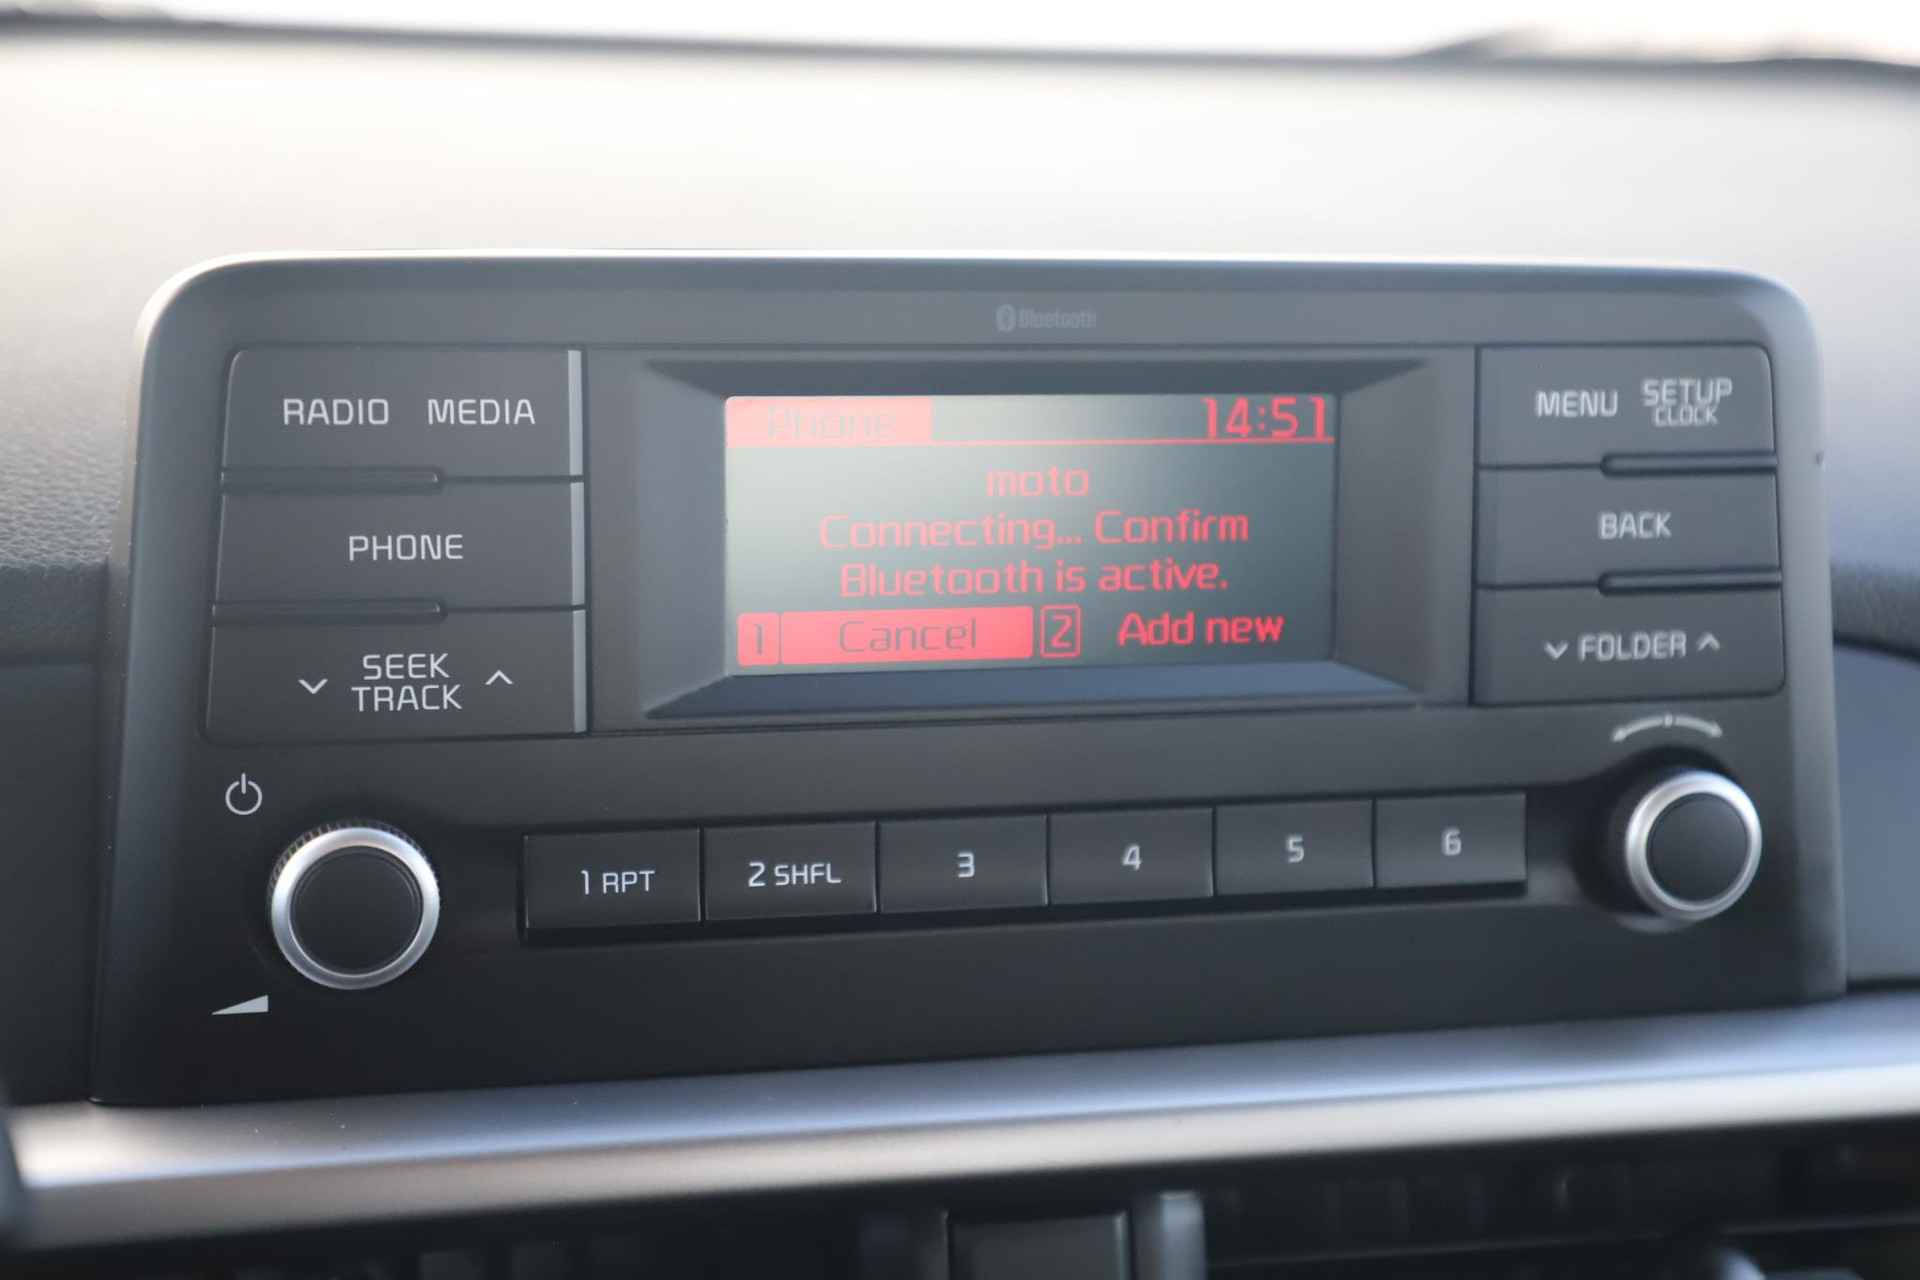 Bluetooth
RADIO MEDIA
PHONE
SEEK
TRACK
Phone 14:51
moto
Connecting... Confirm
Bluetooth is active.
1 Cancel 2 Add new
MENU SETUP
CLOCK
BACK
FOLDER
1 RPT 2 SHFL 3 4 5 6